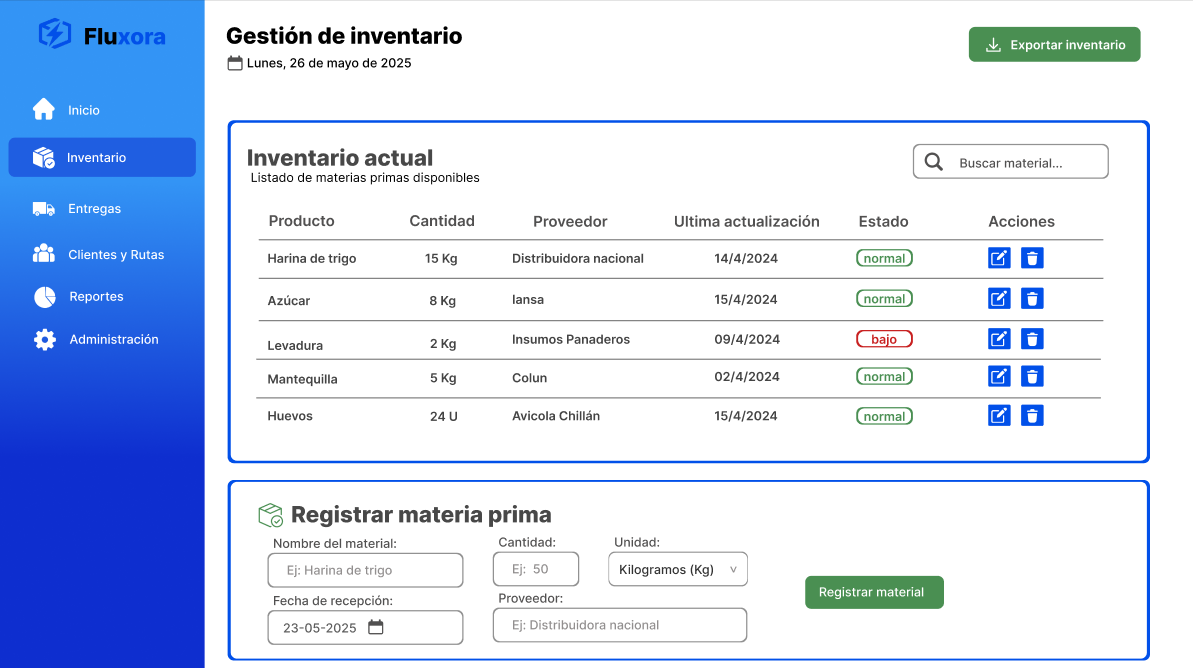 Fluxora
Inicio
Inventario
Entregas
Clientes y Rutas
Reportes
Administración
Gestión de inventario
Lunes, 26 de mayo de 2025
Exportar inventario
Inventario actual
Listado de materias primas disponibles
Buscar material...
Producto Cantidad Proveedor Ultima actualización Estado Acciones
Harina de trigo 15 Kg Distribuidora nacional 14/4/2024 normal
Azúcar 8 Kg Iansa 15/4/2024 normal
Levadura 2 Kg Insumos Panaderos 09/4/2024 bajo
Mantequilla 5 Kg Colun 02/4/2024 normal
Huevos 24 U Avicola Chillán 15/4/2024 normal
Registrar materia prima
Nombre del material: Cantidad: Unidad:
Ej: Harina de trigo Ej: 50 Kilogramos (Kg) v
Registrar material
Fecha de recepción: Proveedor:
23-05-2025 Ej: Distribuidora nacional